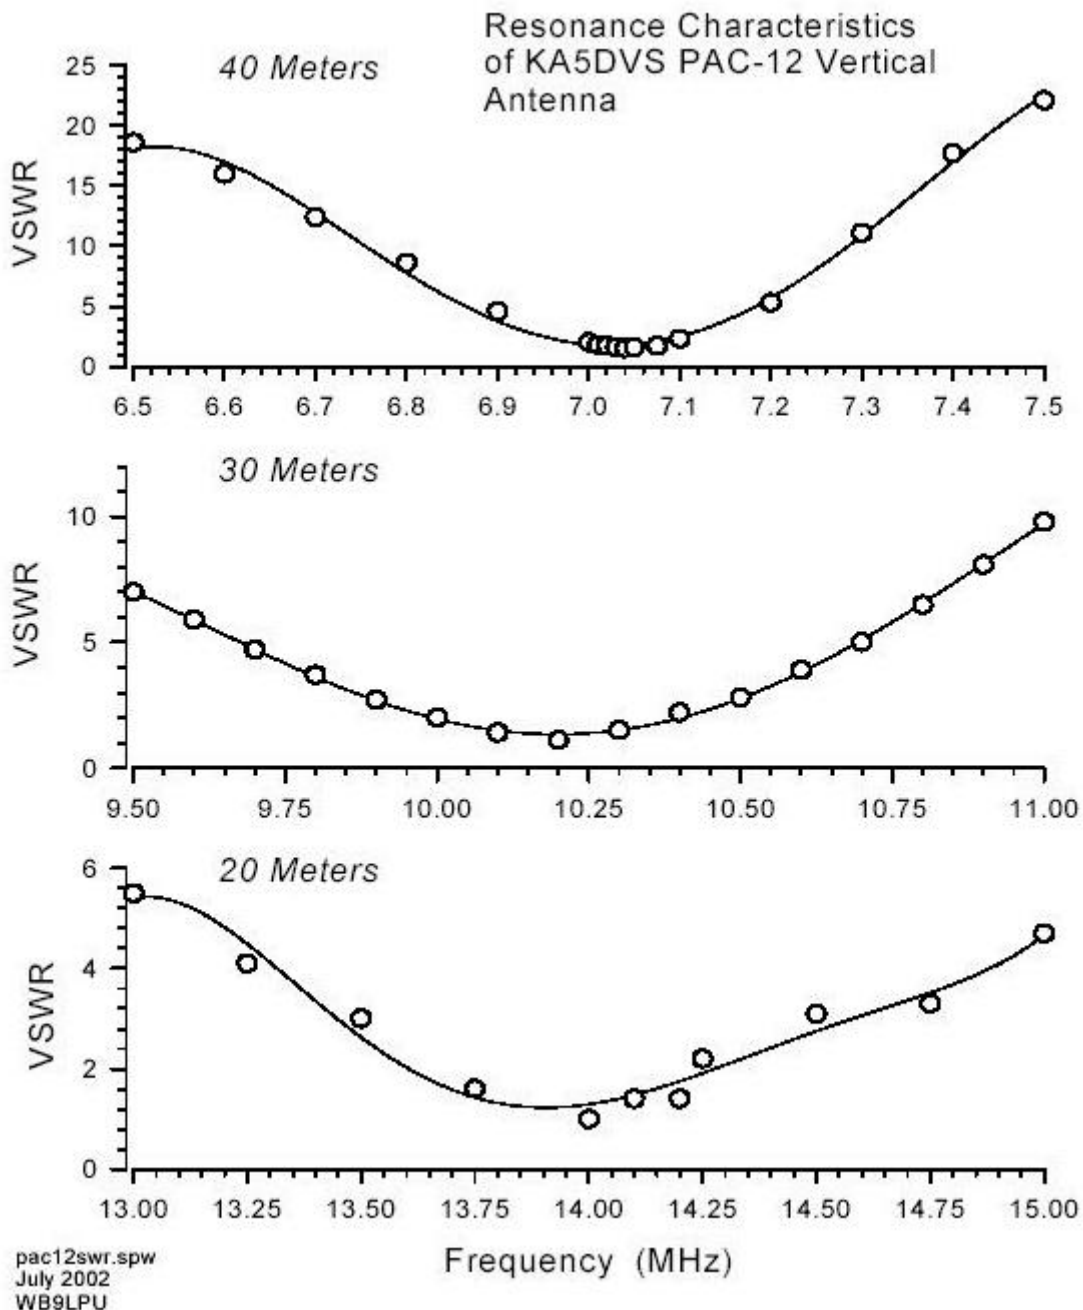 Resonance Characteristics
of KA5DVS PAC-12 Vertical
Antenna
40 Meters
25
20
15
10
5
0
VSWR
6.5 6.6 6.7 6.8 6.9 7.0 7.1 7.2 7.3 7.4 7.5
30 Meters
10
5
0
VSWR
9.50 9.75 10.00 10.25 10.50 10.75 11.00
20 Meters
6
4
2
0
VSWR
13.00 13.25 13.50 13.75 14.00 14.25 14.50 14.75 15.00
Frequency (MHz)
pac12swr.spw
July 2002
WB9LPU